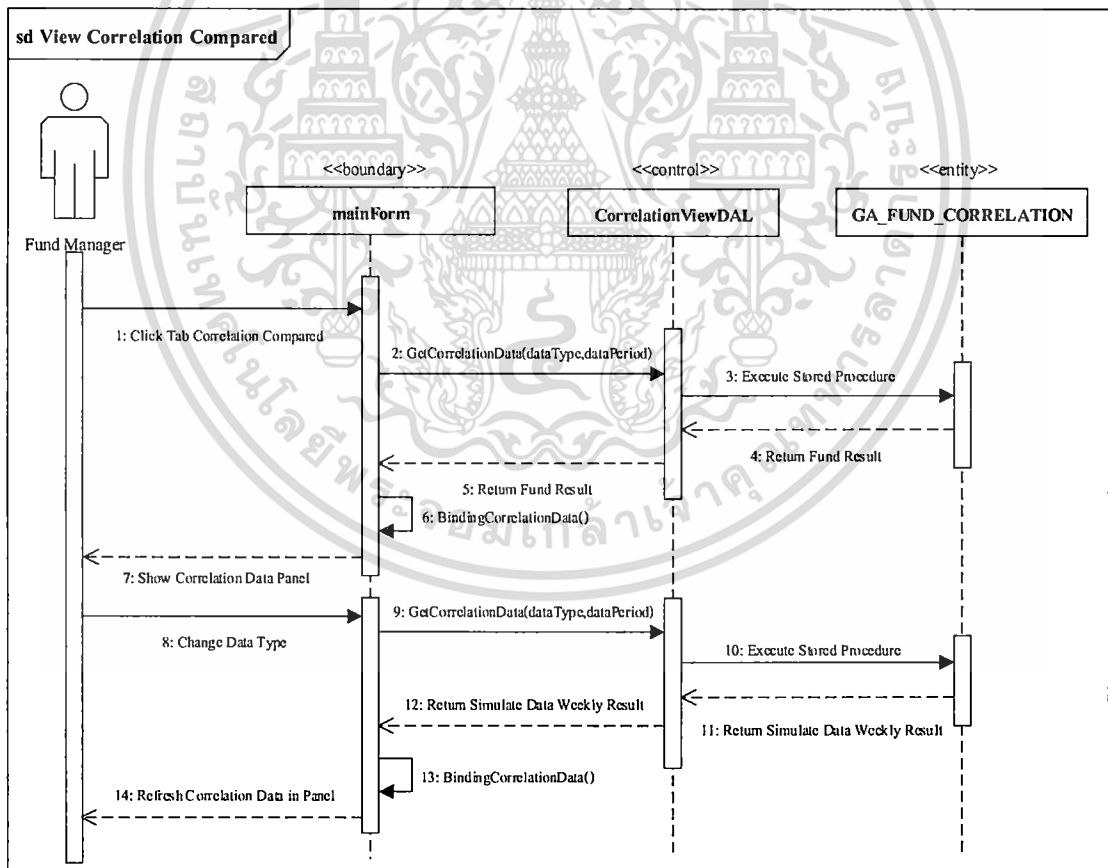 sd View Correlation Compared
<<boundary>>
<<control>>
<<entity>>
mainForm
CorrelationViewDAL
GA_FUND_CORRELATION
Fund Manager
1: Click Tab Correlation Compared
2: GetCorrelationData(dataType,dataPeriod)
3: Execute Stored Procedure
4: Return Fund Result
5: Return Fund Result
6: BindingCorrelationData()
7: Show Correlation Data Panel
8: Change Data Type
9: GetCorrelationData(dataType,dataPeriod)
10: Execute Stored Procedure
11: Return Simulate Data Weekly Result
12: Return Simulate Data Weekly Result
13: BindingCorrelationData()
14: Refresh Correlation Data in Panel